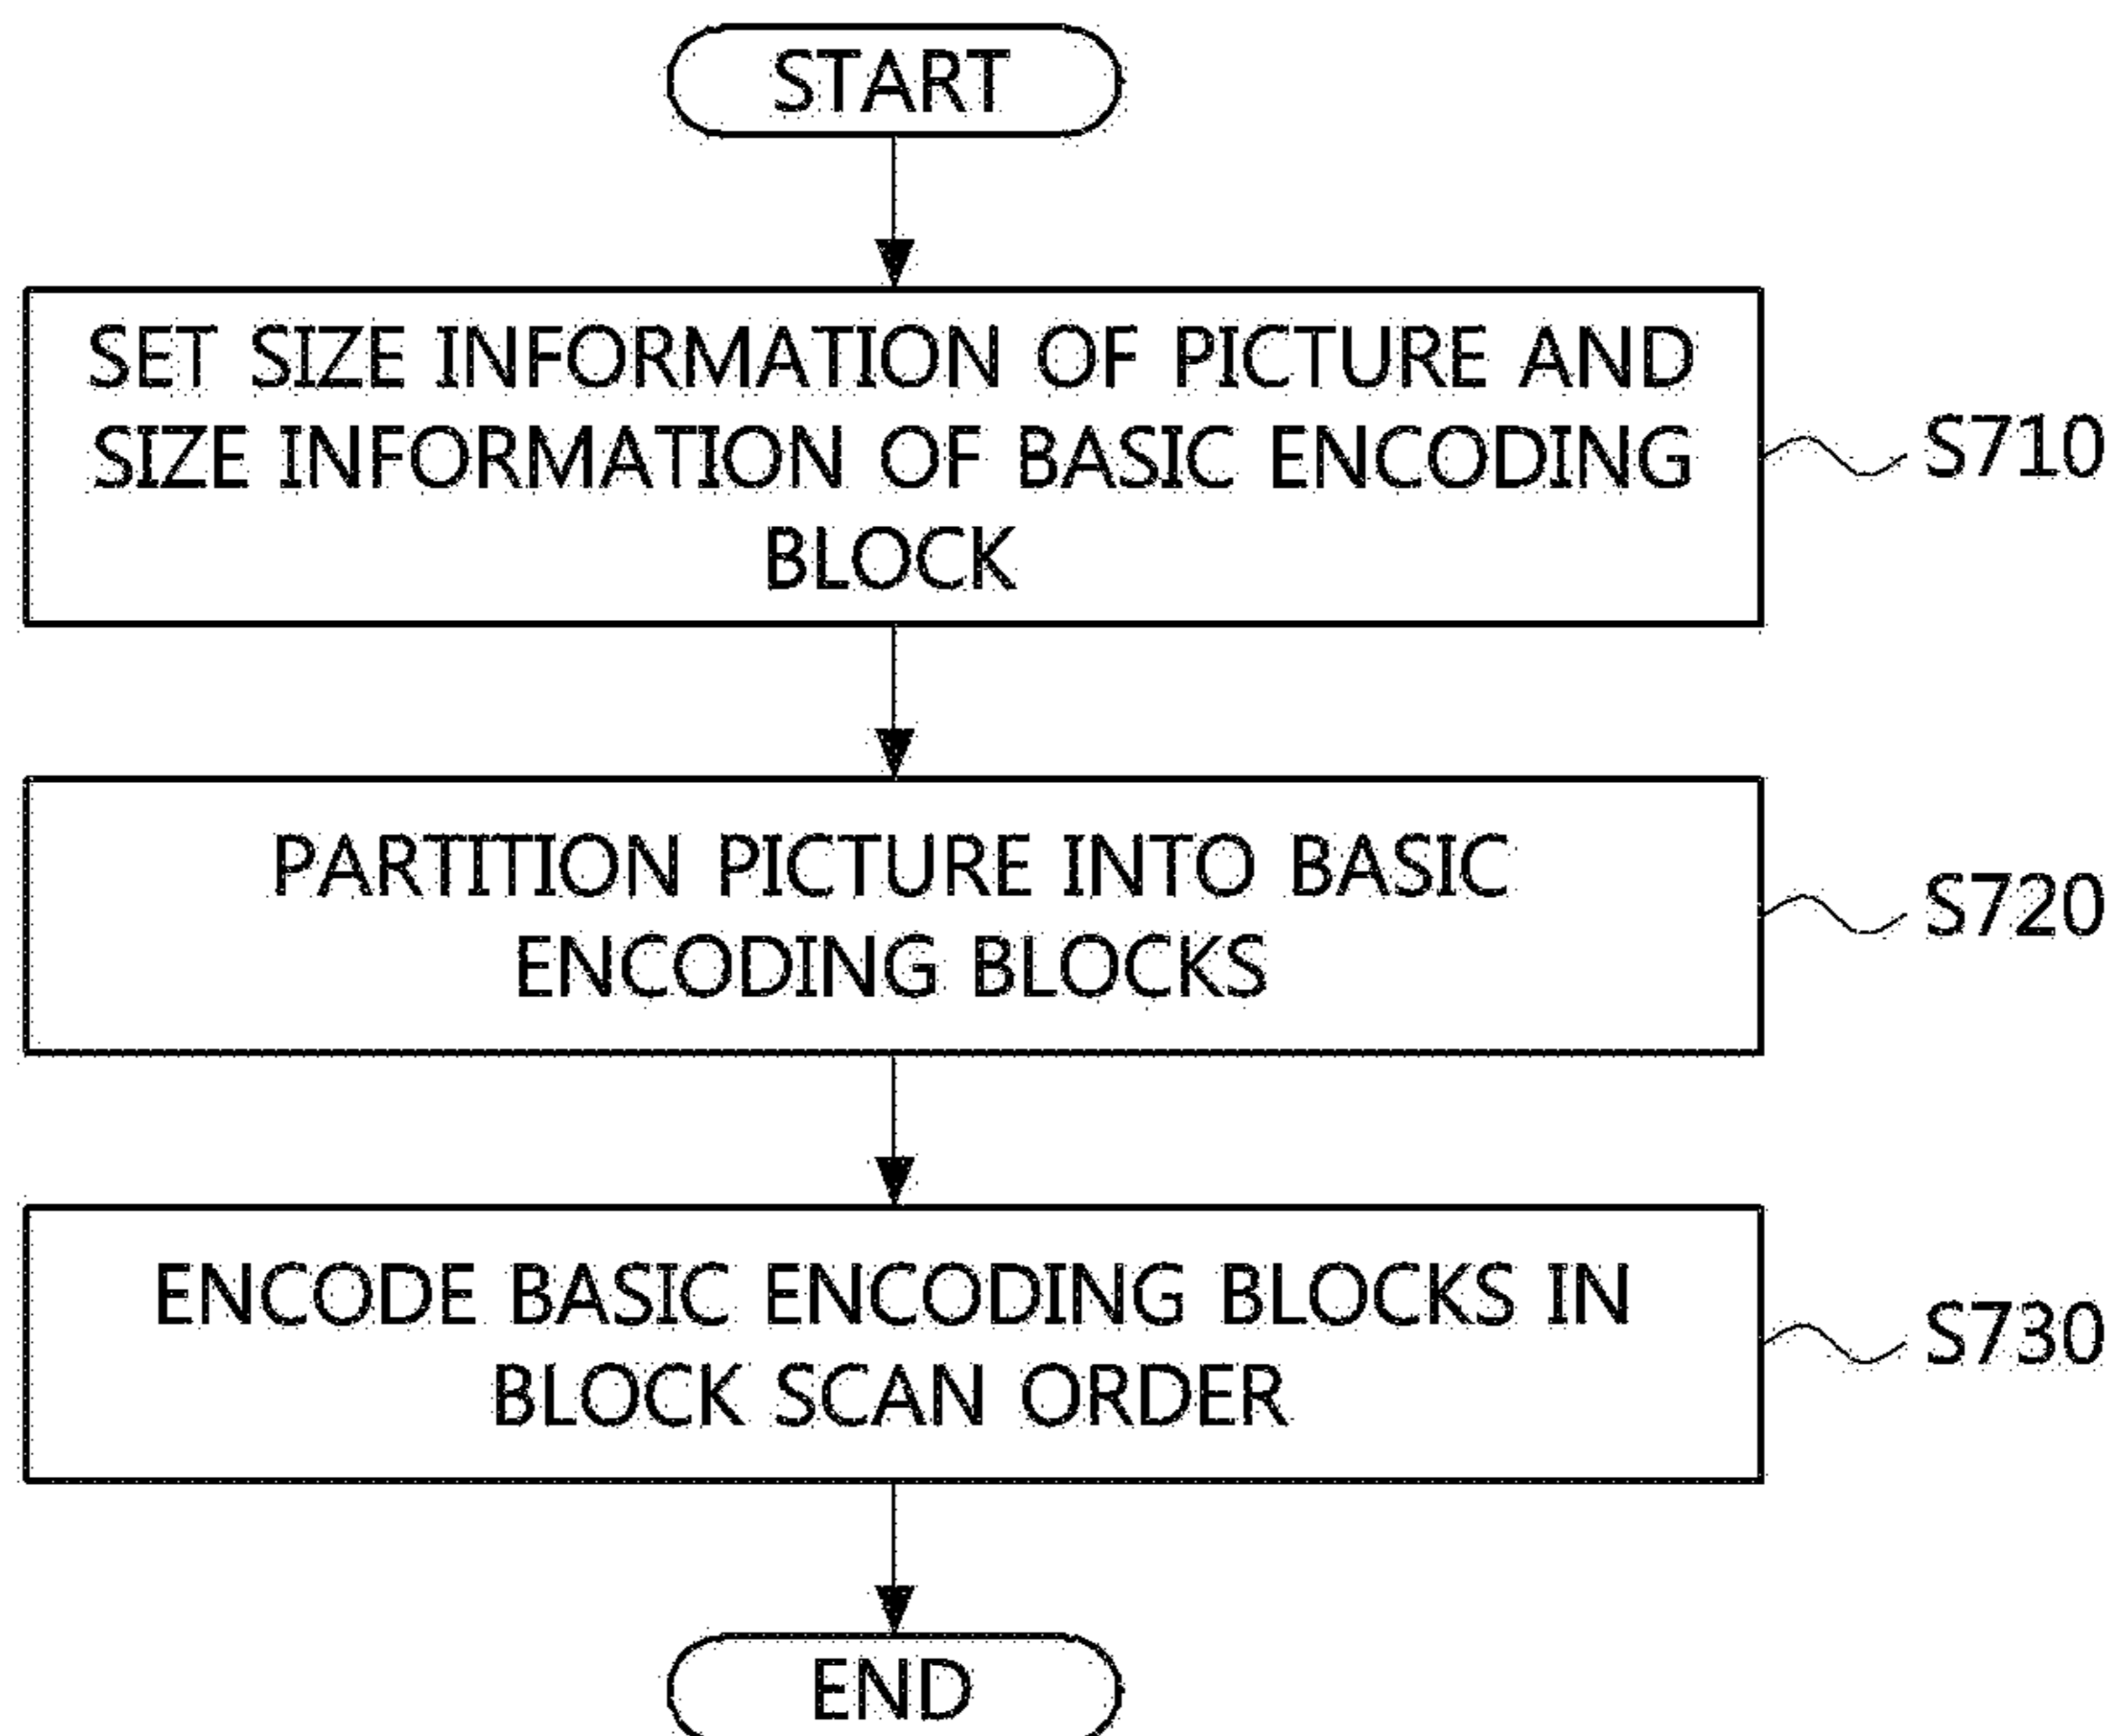 START
SET SIZE INFORMATION OF PICTURE AND
SIZE INFORMATION OF BASIC ENCODING
BLOCK
S710
PARTITION PICTURE INTO BASIC
ENCODING BLOCKS
S720
ENCODE BASIC ENCODING BLOCKS IN
BLOCK SCAN ORDER
S730
END